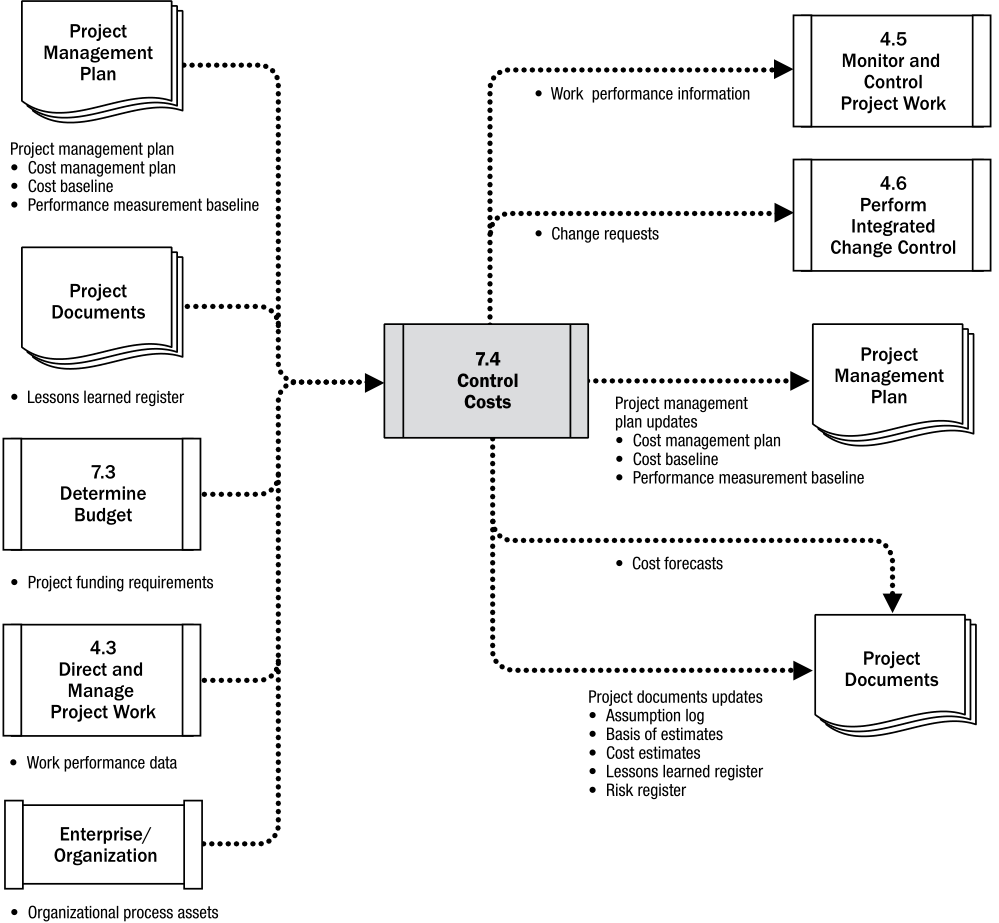 Project
Management
Plan
Project management plan
• Cost management plan
• Cost baseline
• Performance measurement baseline
Project
Documents
• Lessons learned register
7.3
Determine
Budget
• Project funding requirements
4.3
Direct and
Manage
Project Work
• Work performance data
Enterprise/
Organization
• Organizational process assets
7.4
Control
Costs
• Work performance information
4.5
Monitor and
Control
Project Work
• Change requests
4.6
Perform
Integrated
Change Control
Project
Management
Plan
Project management
plan updates
• Cost management plan
• Cost baseline
• Performance measurement baseline
• Cost forecasts
Project
Documents
Project documents updates
• Assumption log
• Basis of estimates
• Cost estimates
• Lessons learned register
• Risk register